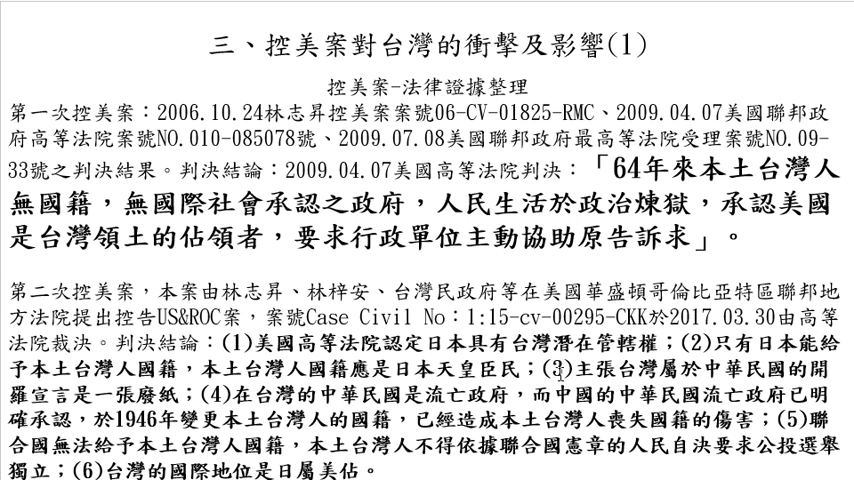 三、控美案對台灣的衝擊及影響(1)
控美案-法律證據整理
第一次控美案：2006.10.24林志昇控美案案號06-CV-01825-RMC、2009.04.07美國聯邦政
府高等法院案號NO.010-085078號、2009.07.08美國聯邦政府最高等法院受理案號NO.09-
33號之判決結果。判決結論：2009.04.07美國高等法院判決：「64年來本土台灣人
無國籍，無國際社會承認之政府，人民生活於政治煉獄，承認美國
是台灣領土的佔領者，要求行政單位主動協助原告訴求」。
第二次控美案，本案由林志昇、林梓安、台灣民政府等在美國華盛頓哥倫比亞特區聯邦地
方法院提出控告US&ROC案，案號Case Civil No：1:15-cv-00295-CKK於2017.03.30由高等
法院裁決。判決結論：(1)美國高等法院認定日本具有台灣潛在管轄權；(2)只有日本能給
予本土台灣人國籍，本土台灣人國籍應是日本天皇臣民；(3)主張台灣屬於中華民國的開
羅宣言是一張廢紙；(4)在台灣的中華民國是流亡政府，而中國的中華民國流亡政府已明
確承認，於1946年變更本土台灣人的國籍，已經造成本土台灣人喪失國籍的傷害；(5)聯
合國無法給予本土台灣人國籍，本土台灣人不得依據聯合國憲章的人民自決要求公投選舉
獨立；(6)台灣的國際地位是日屬美佔。